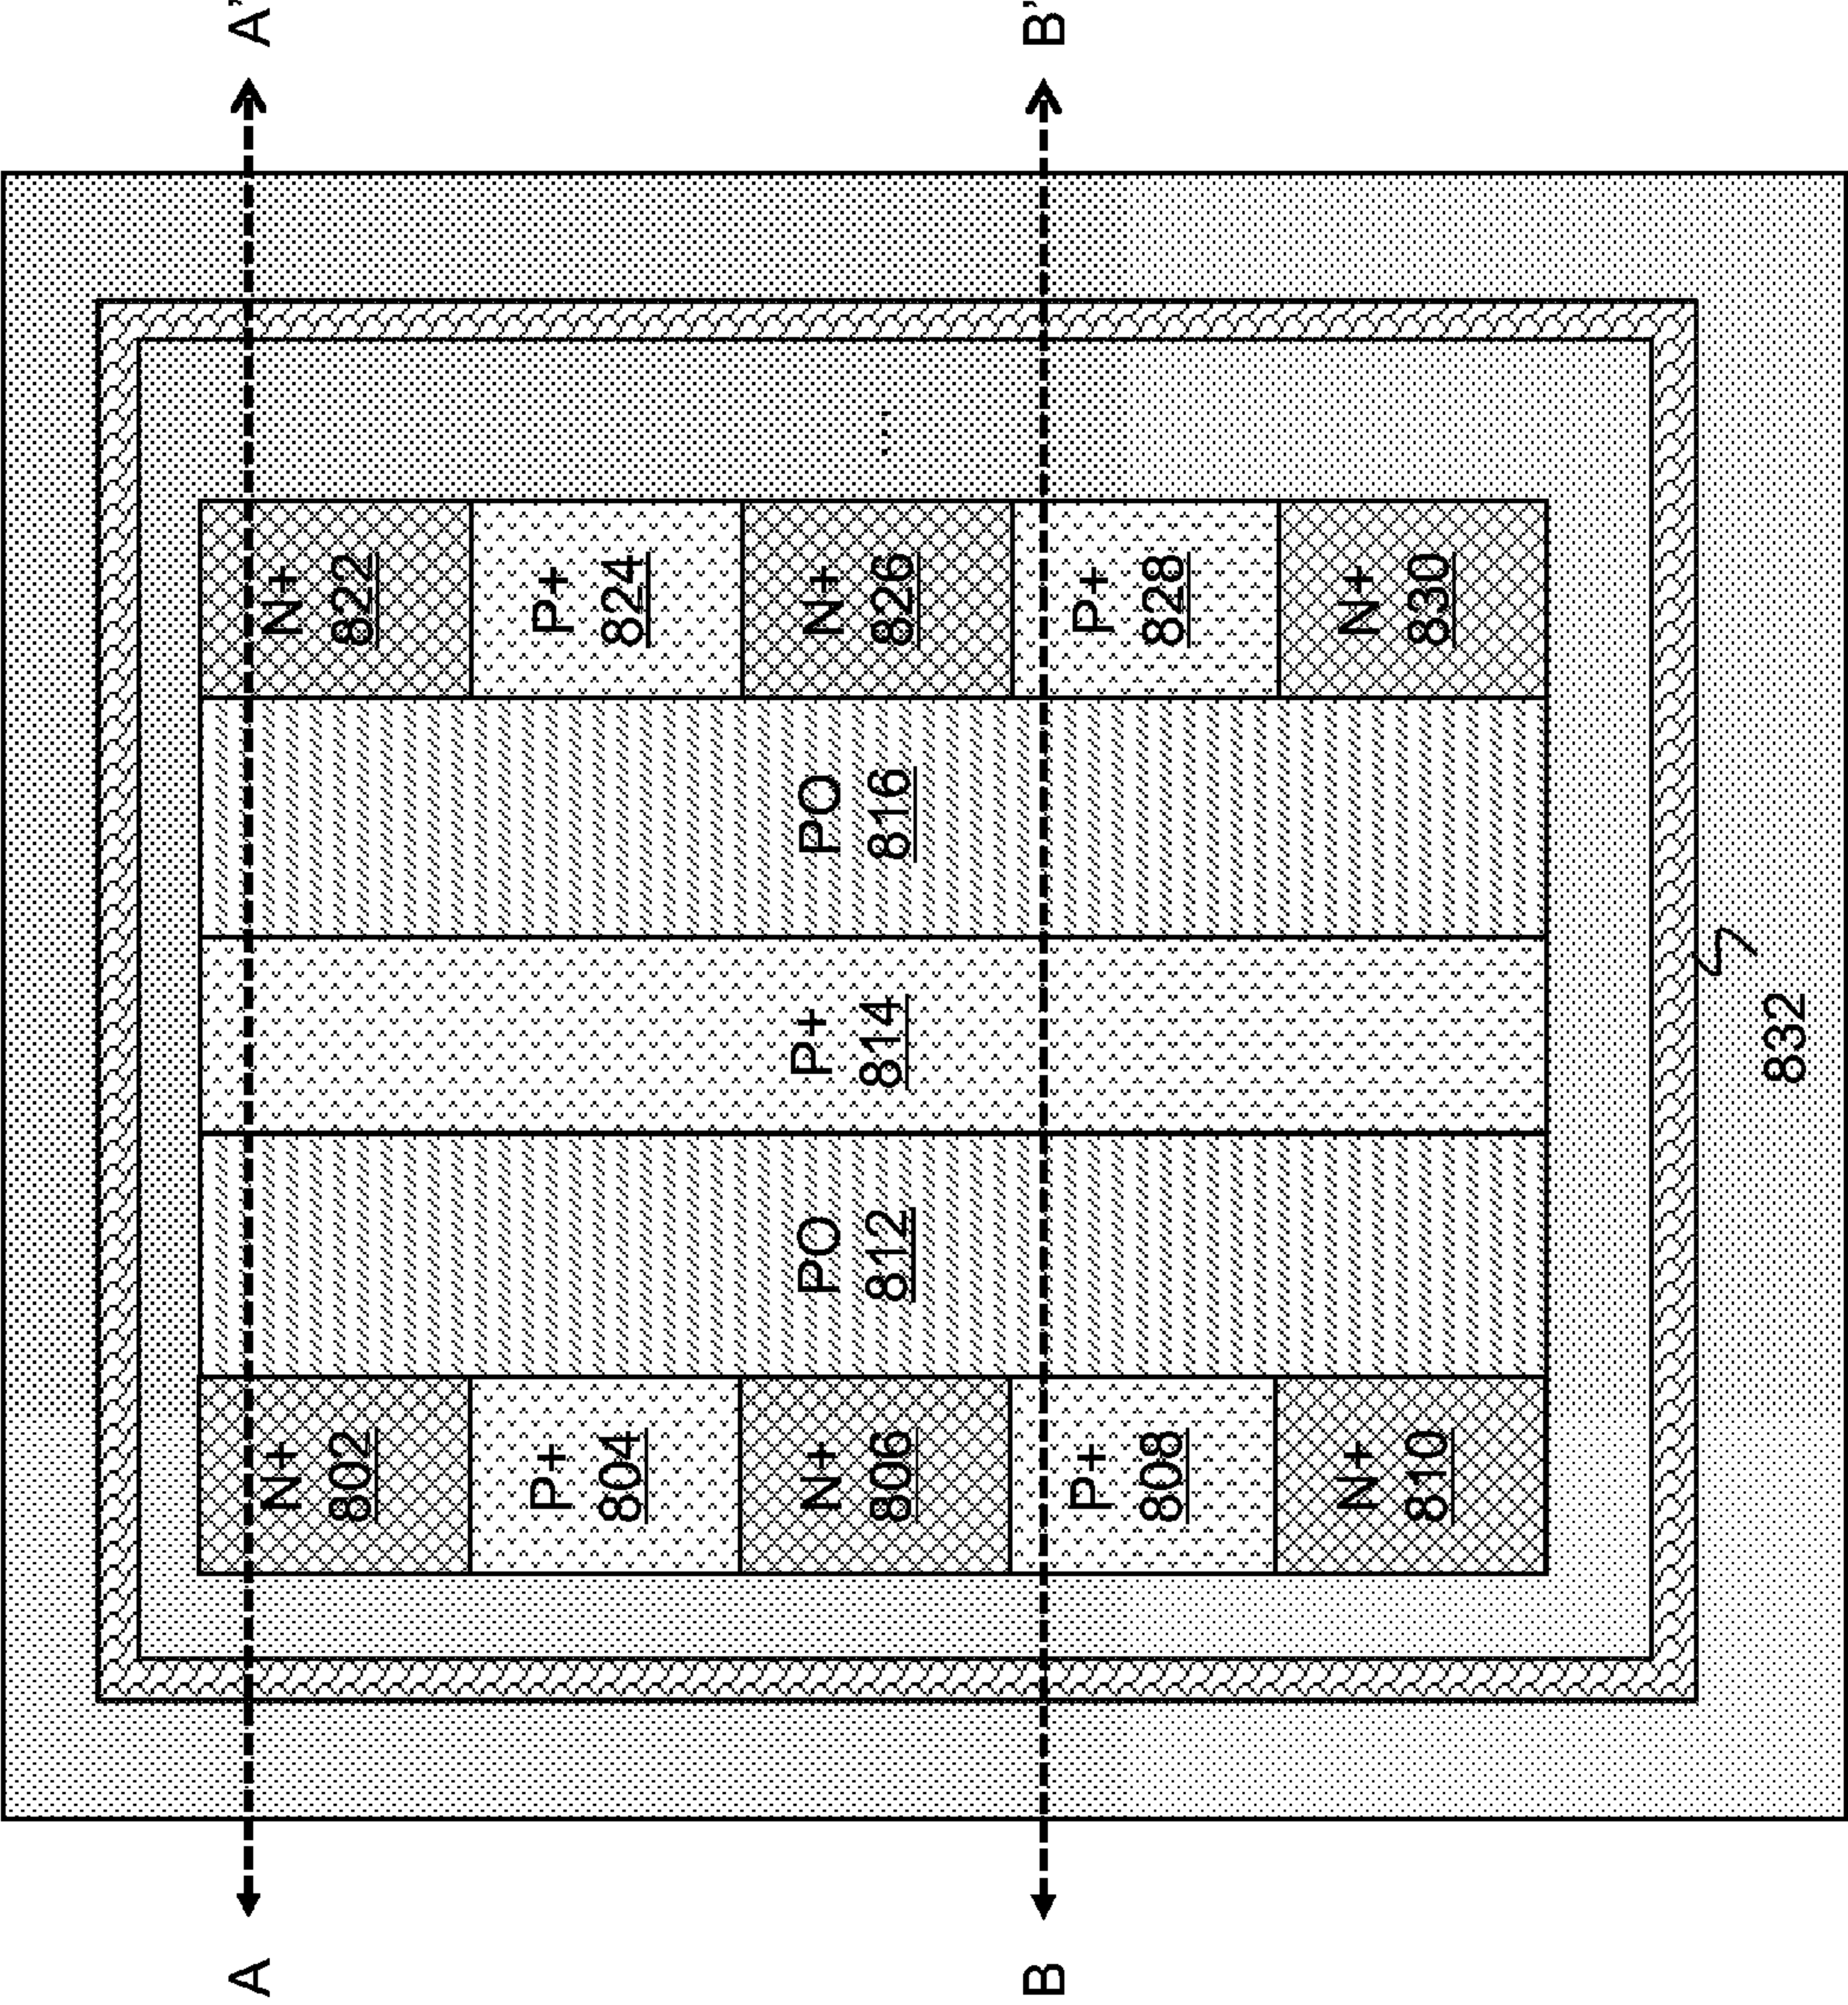 A
A'
N+
802
P+
804
N+
806
P+
808
N+
810
PO
812
P+
814
PO
816
N+
822
P+
824
N+
826
P+
828
N+
830
...
B
B'
832